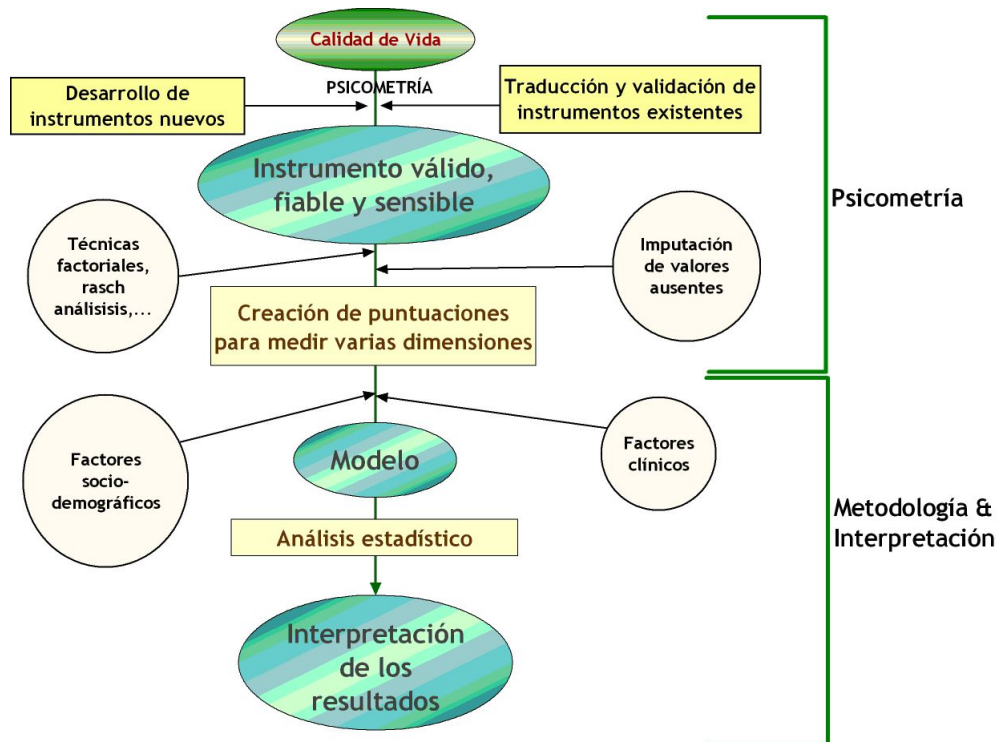 Calidad de Vida
PSICOMETRÍA
Desarrollo de
instrumentos nuevos
Traducción y validación de
instrumentos existentes
Instrumento válido,
fiable y sensible
Psicometría
Técnicas
factoriales,
rasch
análisisis,...
Imputación
de valores
ausentes
Creación de puntuaciones
para medir varias dimensiones
Factores
socio-
demográficos
Modelo
Factores
clínicos
Metodología &
Interpretación
Análisis estadístico
Interpretación
de los
resultados